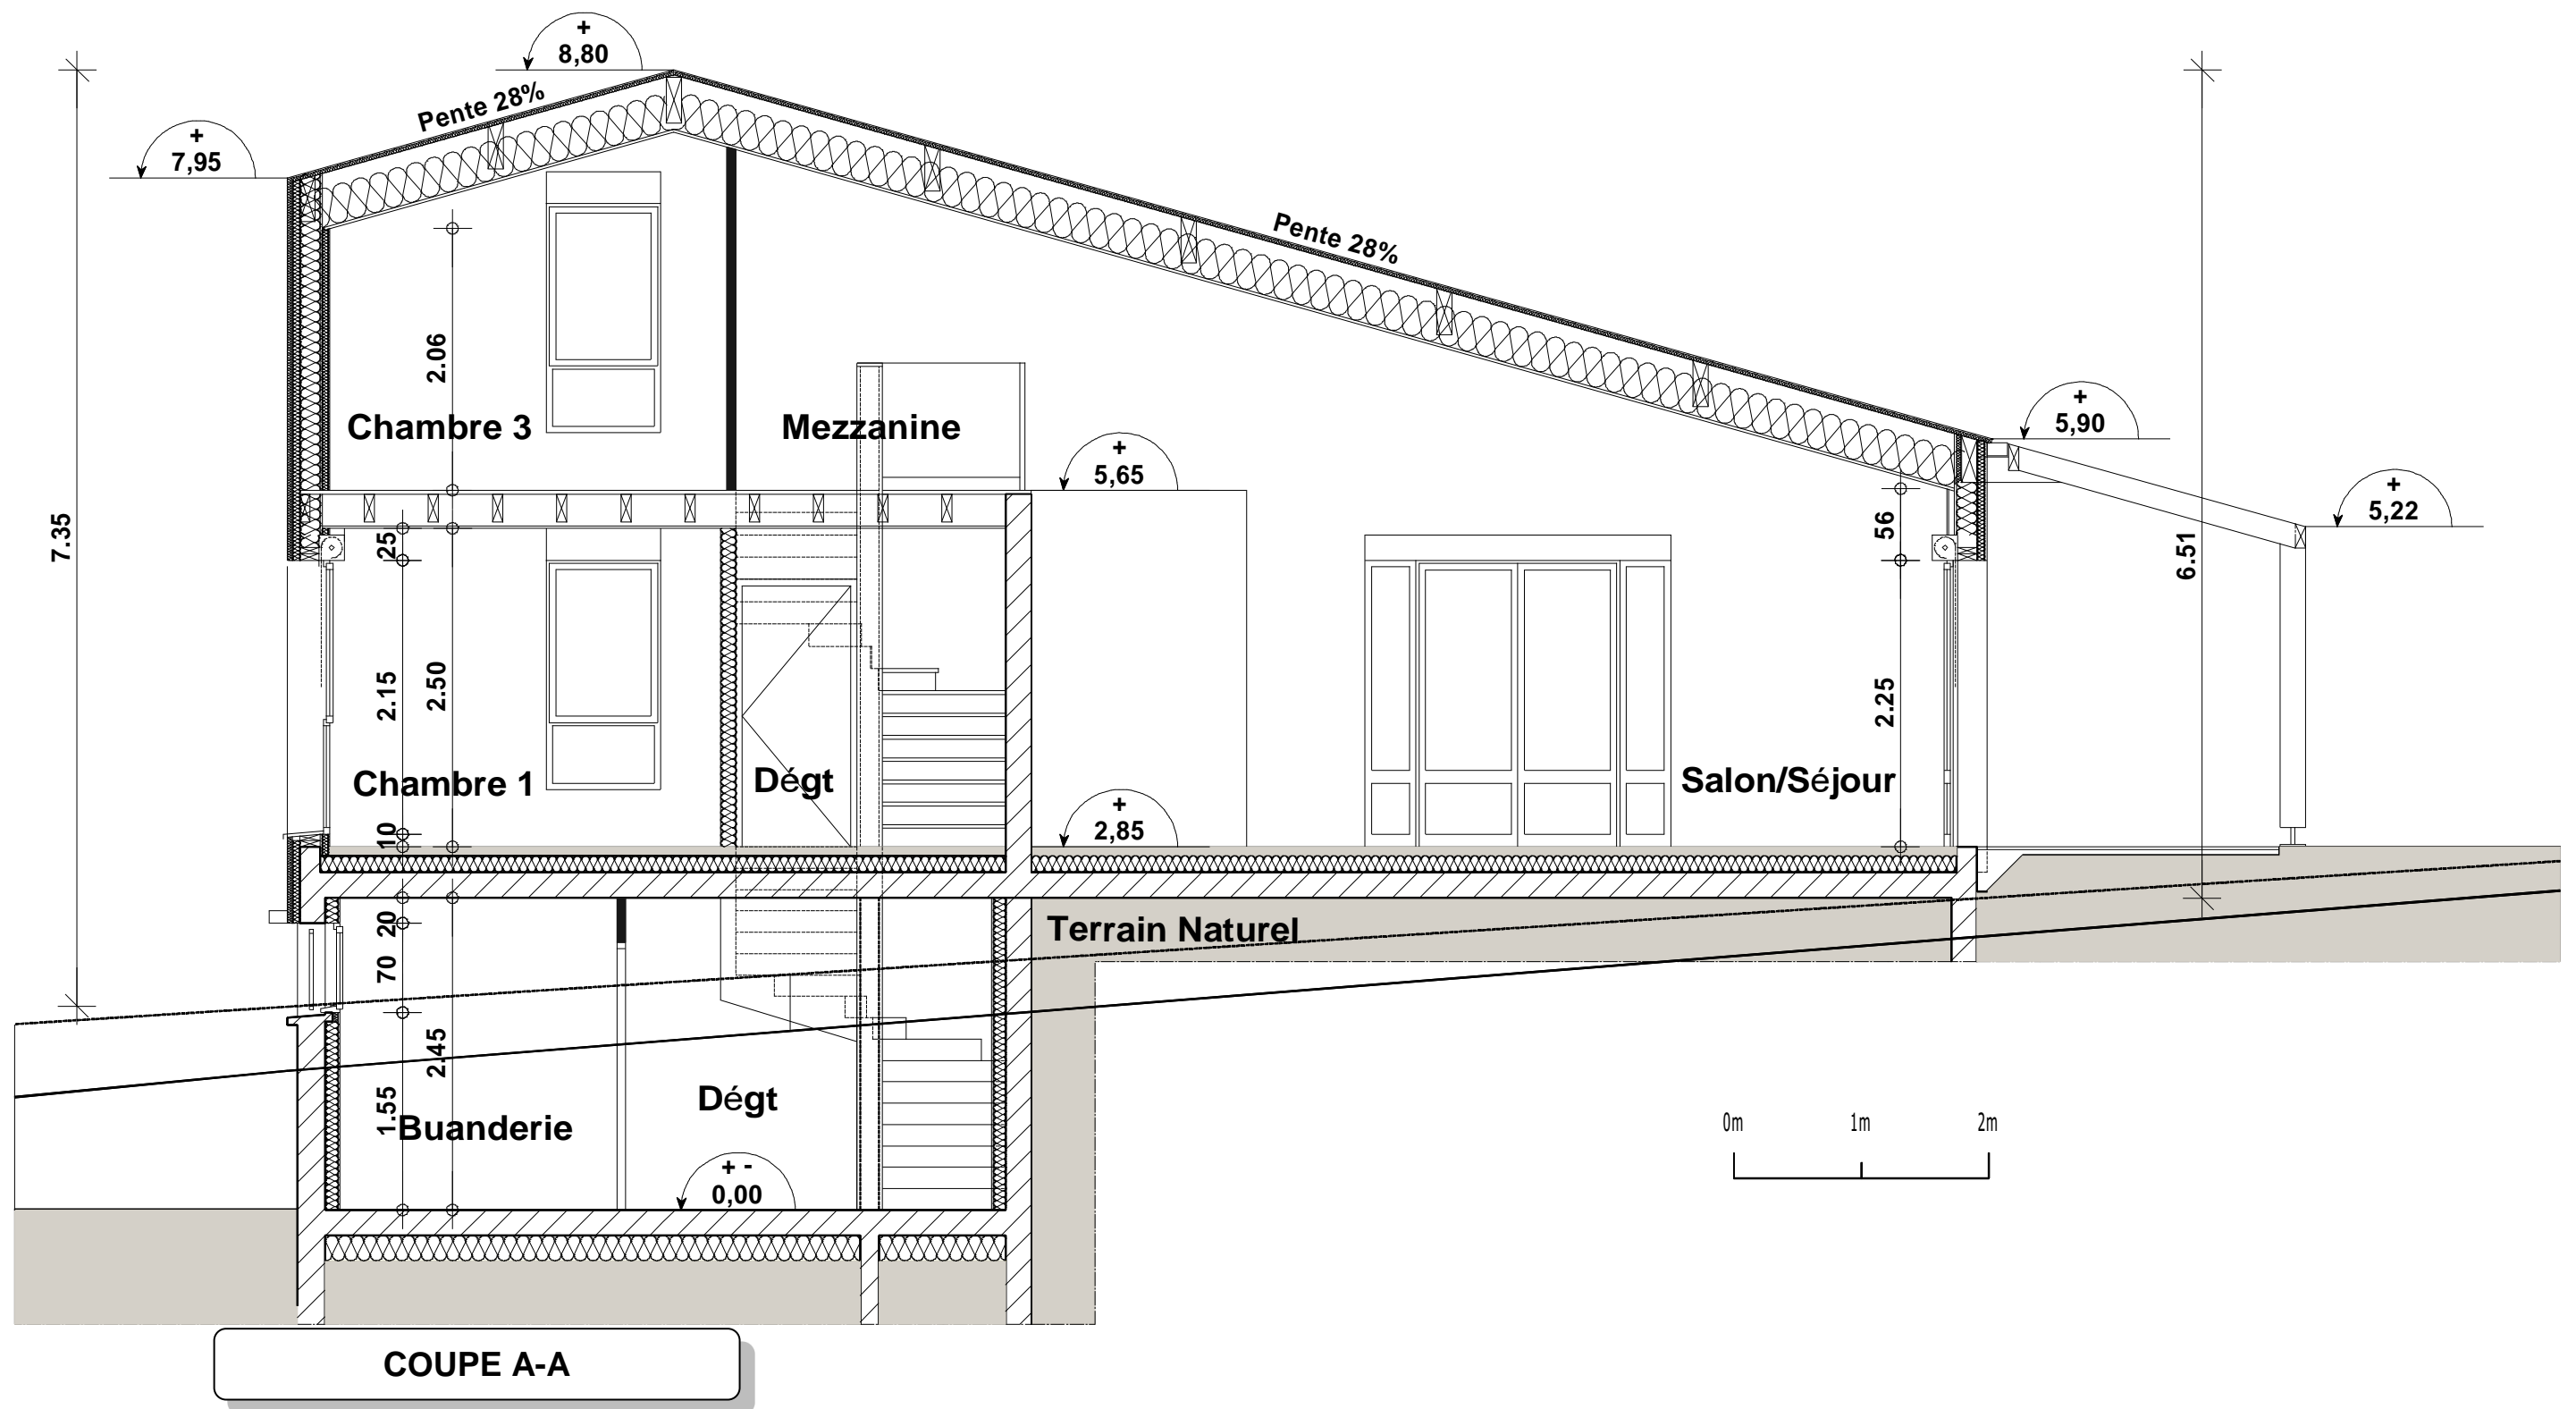 +
8,80
Pente 28%
+
7,95
Pente 28%
2.06
Chambre 3
Mezzanine
+
5,90
+
5,65
+
5,22
7.35
25
56
6.51
2.15
2.50
2.25
Chambre 1
Dégt
Salon/Séjour
10
+
2,85
20
Terrain Naturel
70
2.45
1.55
Dégt
Buanderie
0m 1m 2m
+ -
0,00
COUPE A-A